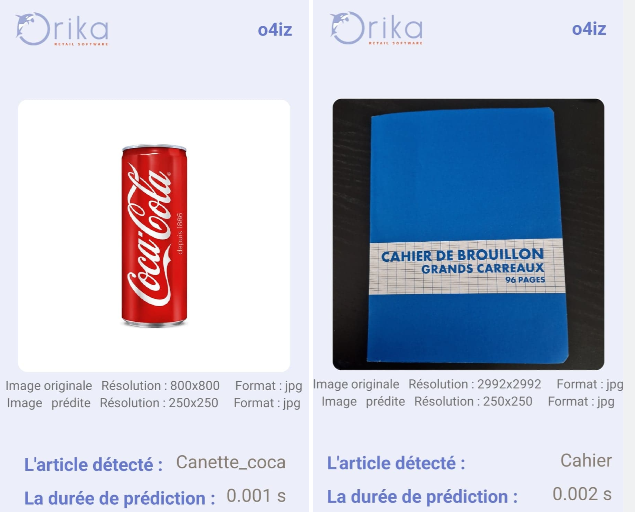 Orika
RETAIL SOFTWARE
o4iz
Coca-Cola
depuis 1886
Image originale Résolution : 800x800 Format : jpg
Image prédite Résolution : 250x250 Format : jpg
L'article détecté : Canette_coca
La durée de prédiction : 0.001 s
Orika
RETAIL SOFTWARE
o4iz
CAHIER DE BROUILLON
GRANDS CARREAUX
96 PAGES
Image originale Résolution : 2992x2992 Format : jpg
Image prédite Résolution : 250x250 Format : jpg
L'article détecté : Cahier
La durée de prédiction : 0.002 s